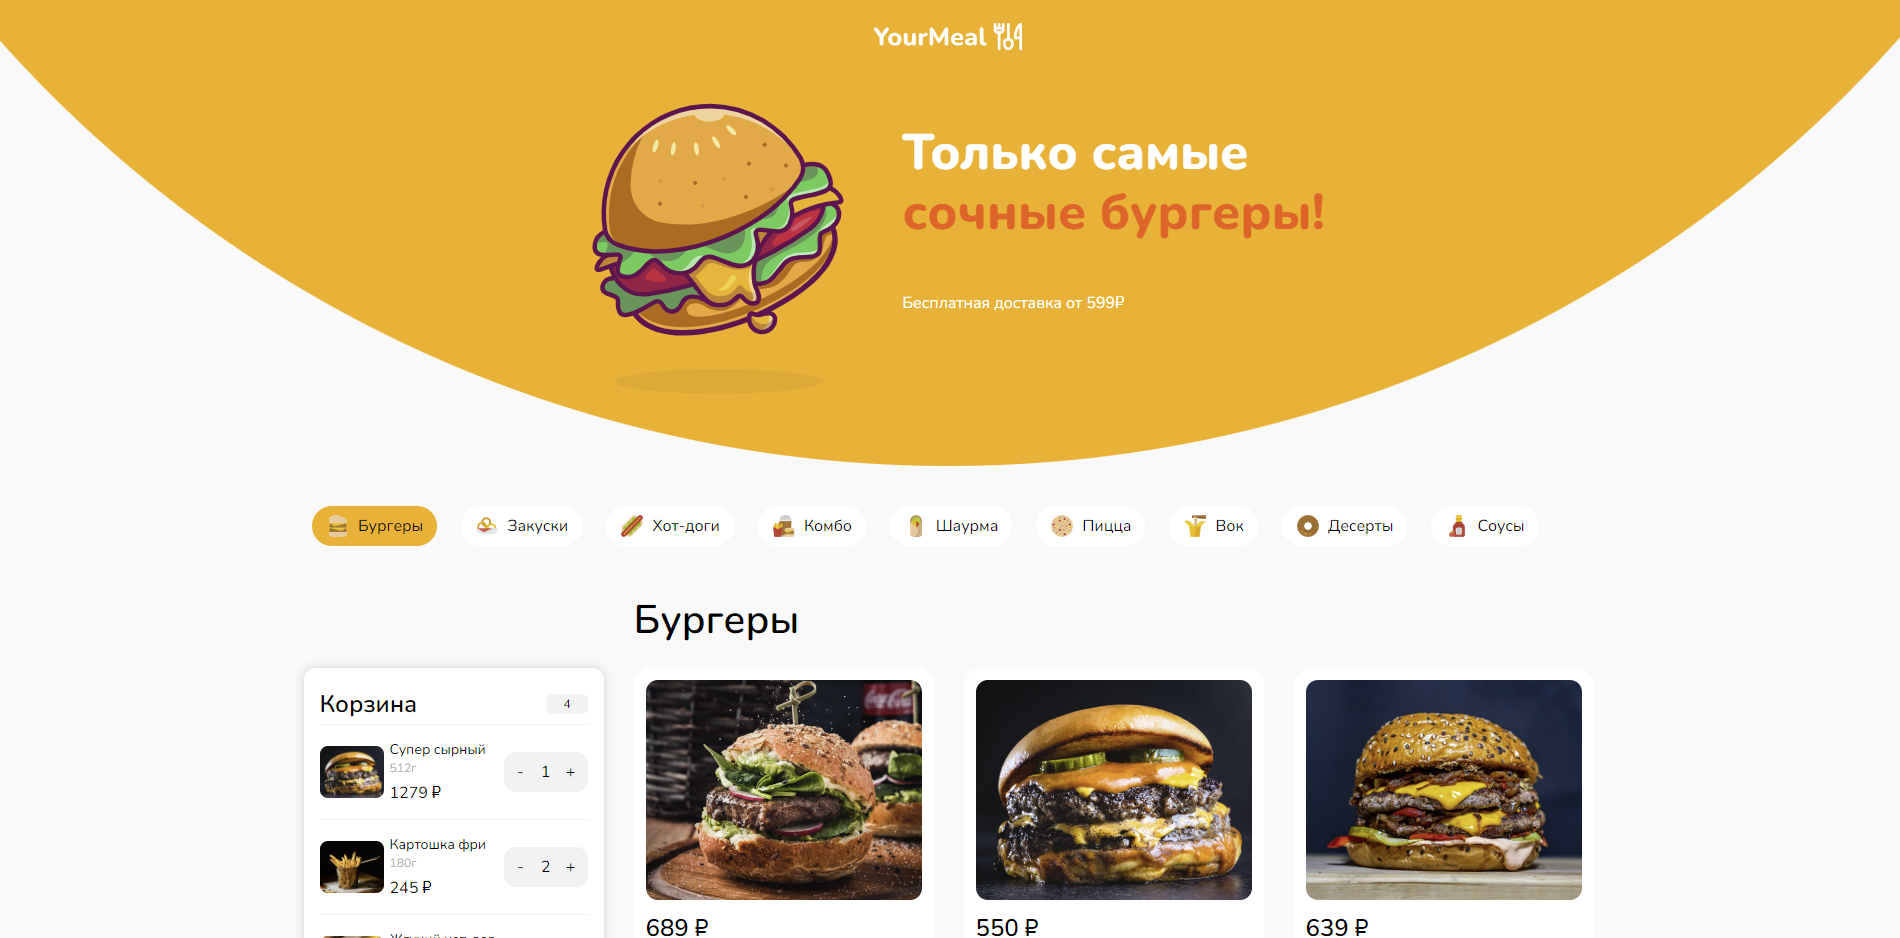 YourMeal
Только самые
сочные бургеры!
Бесплатная доставка от 599₽
Бургеры
Закуски
Хот-доги
Комбо
Шаурма
Пицца
Вок
Десерты
Соусы
Бургеры
Корзина
4
Супер сырный
512г
1279 ₽
- 1 +
Картошка фри
180г
245 ₽
- 2 +
689 ₽
550 ₽
639 ₽